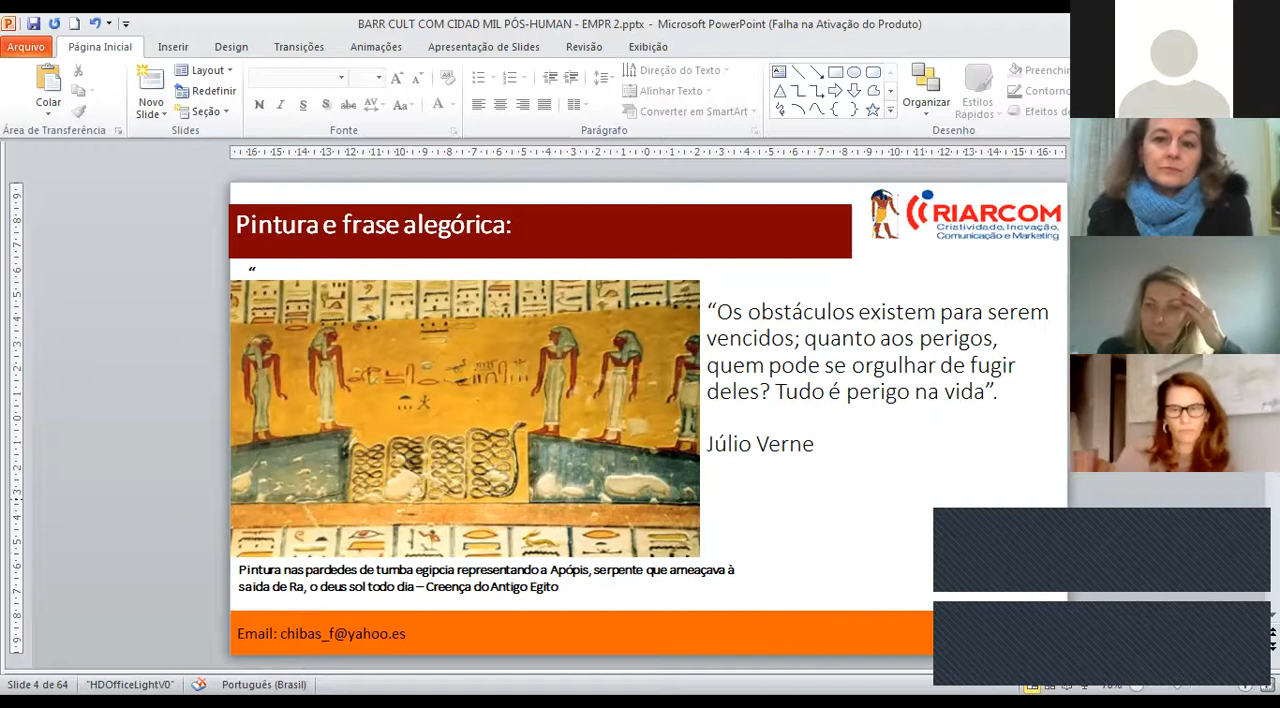 BARR CULT COM CIDAD MIL PÓS-HUMAN - EMPR 2.pptx - Microsoft PowerPoint (Falha na Ativação do Produto)
Arquivo Página Inicial Inserir Design Transições Animações Apresentação de Slides Revisão Exibição
Colar
Novo Slide
Layout
Redefinir
Seção
N I S S abc AV Aa A
Direção do Texto
Alinhar Texto
Converter em SmartArt
Organizar
Estilos Rápidos
Preenchi
Contorno
Efeitos d
Área de Transferência Slides Fonte Parágrafo Desenho
Pintura e frase alegórica:
CRIARCOM
Criatividade, Inovação,
Comunicação e Marketing
“
“Os obstáculos existem para serem
vencidos; quanto aos perigos,
quem pode se orgulhar de fugir
deles? Tudo é perigo na vida”.
Júlio Verne
Pintura nas pardedes de tumba egipcia representando a Apópis, serpente que ameaçava à
saida de Ra, o deus sol todo dia – Creença do Antigo Egito
Email: chibas_f@yahoo.es
Slide 4 de 64 "HDOfficeLightV0" Português (Brasil)